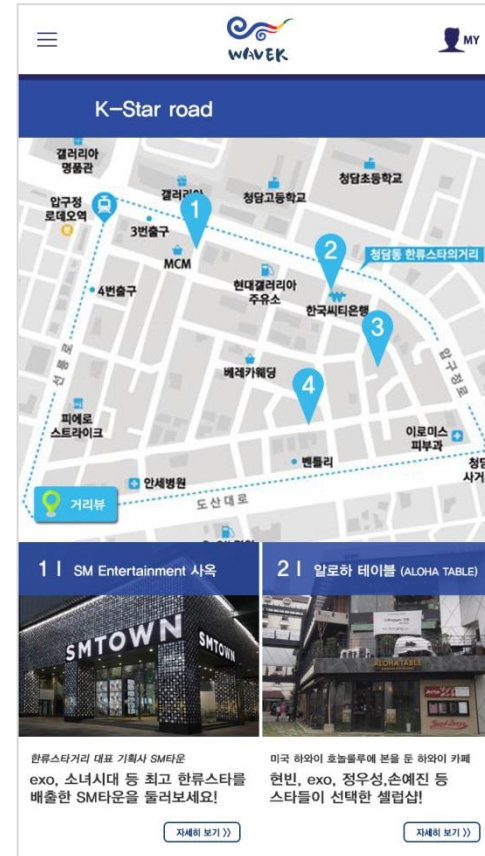 WAVEK
MY
K-Star road
갤러리아
명품관
압구정
로데오역
3번출구
4번출구
1
MCM
청담고등학교
청담초등학교
2
청담동 한류스타의거리
현대갤러리아
주유소
한국씨티은행
3
베레카웨딩
4
선릉로
압구정로
피에로
스트라이크
이로미스
피부과
벤틀리
안세병원
도산대로
거리뷰
1 | SM Entertainment 사옥
2 | 알로하 테이블 (ALOHA TABLE)
SMTOWN
SMTOWN
ALOHA TABLE
한류스타거리 대표 기획사 SM타운
exo, 소녀시대 등 최고 한류스타를
배출한 SM타운을 둘러보세요!
자세히 보기 》
미국 하와이 호놀룰루에 본을 둔 하와이 카페
현빈, exo, 정우성,손예진 등
스타들이 선택한 셀럽샵!
자세히 보기 》